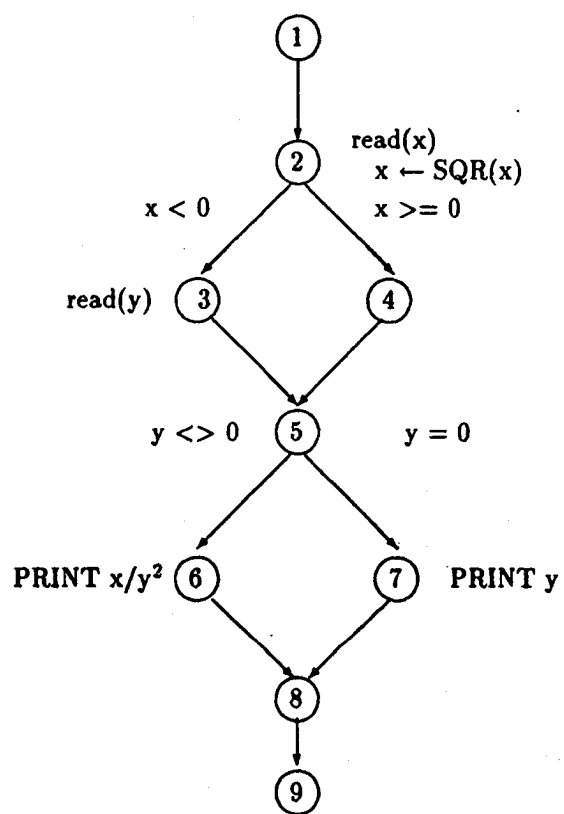 1
read(x)
2
x ← SQR(x)
x < 0
x >= 0
read(y)
3
4
y <> 0
5
y = 0
PRINT x/y²
6
7
PRINT y
8
9